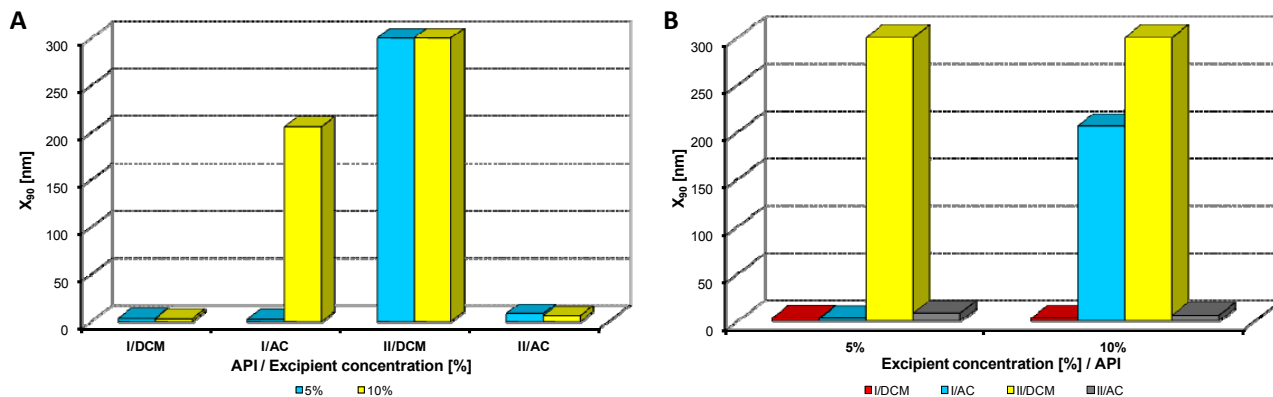 A
300
250
200
150
100
50
0
X90 [nm]
I/DCM I/AC II/DCM II/AC
API / Excipient concentration [%]
5% 10%
B
300
250
200
150
100
50
0
X90 [nm]
5% 10%
Excipient concentration [%] / API
I/DCM I/AC II/DCM II/AC